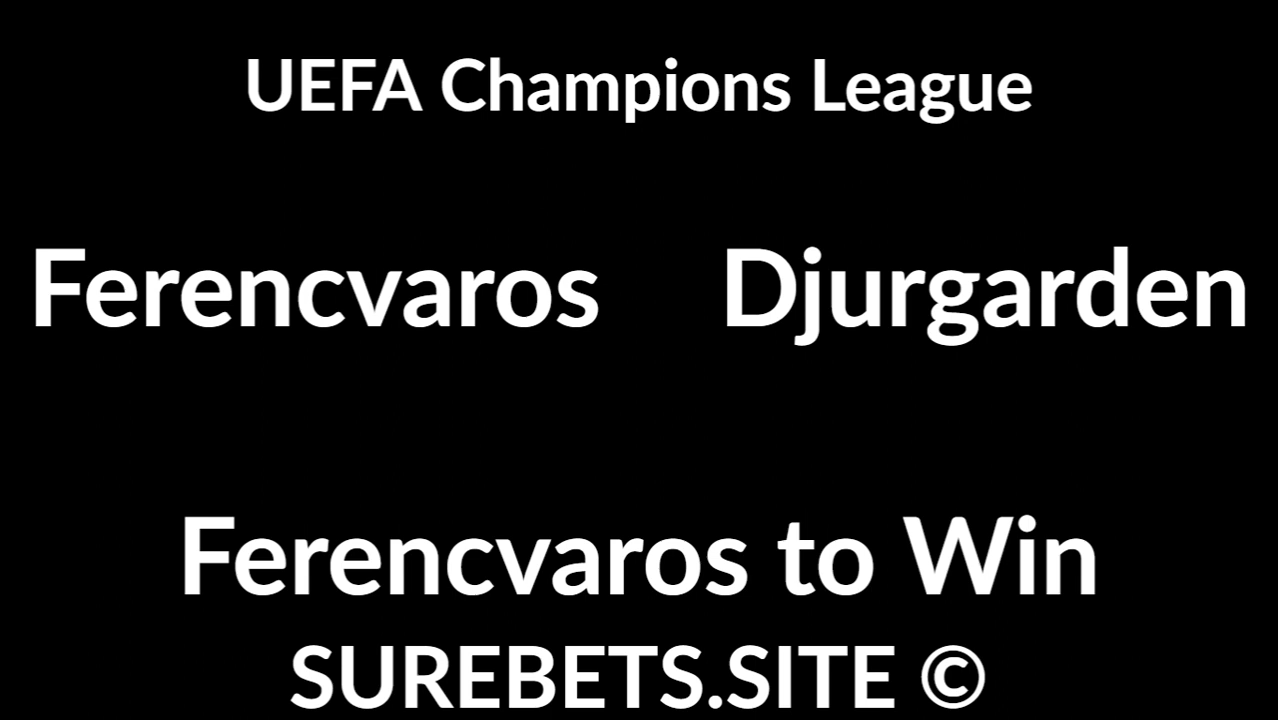 UEFA Champions League
Ferencvaros Djurgarden
Ferencvaros to Win
SUREBETS.SITE ©